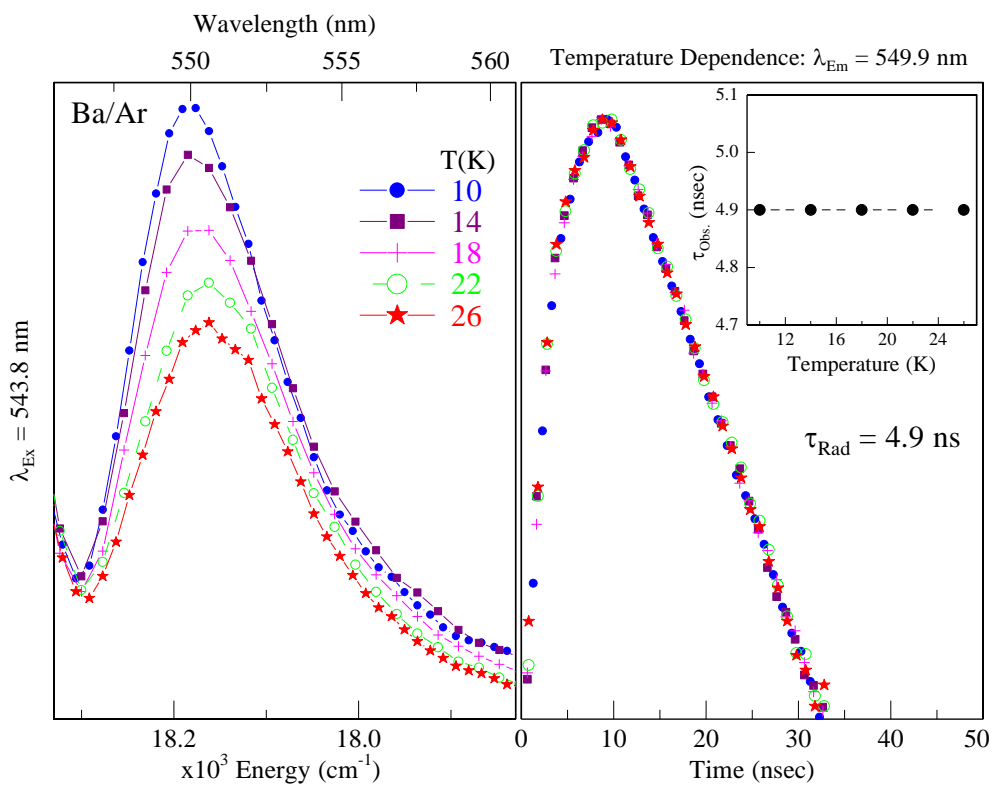 Wavelength (nm)
550 555 560
Ba/Ar
T(K)
10
14
18
22
26
λEx = 543.8 nm
18.2 18.0
x10³ Energy (cm⁻¹)
Temperature Dependence: λEm = 549.9 nm
5.1
5.0
4.9
4.8
4.7
τObs. (nsec)
12 16 20 24
Temperature (K)
τRad = 4.9 ns
0 10 20 30 40 50
Time (nsec)